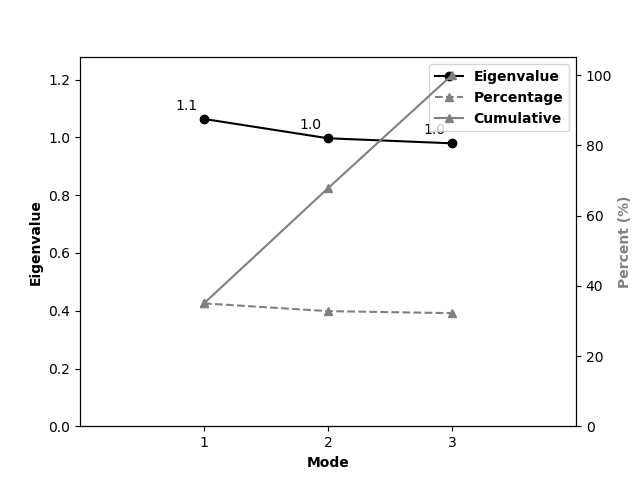 1.2
1.0
0.8
0.6
0.4
0.2
0.0
Eigenvalue
1.1
1.0
1.0
Eigenvalue
Percentage
Cumulative
100
80
60
40
20
0
Percent (%)
1 2 3
Mode